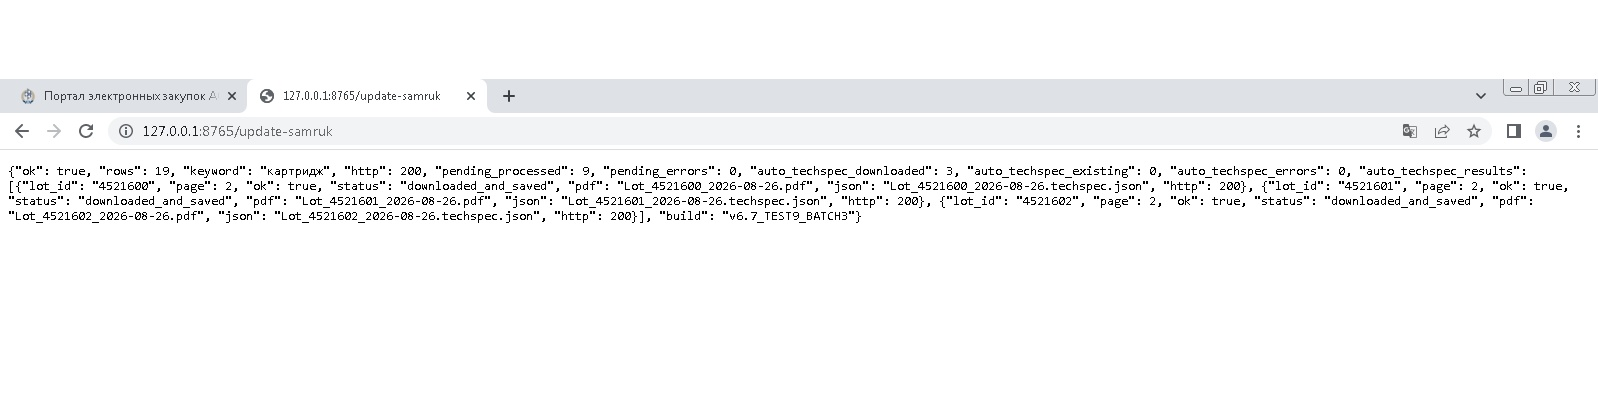 Портал электронных закупок А
127.0.0.1:8765/update-samruk
127.0.0.1:8765/update-samruk
{"ok": true, "rows": 19, "keyword": "картридж", "http": 200, "pending_processed": 9, "pending_errors": 0, "auto_techspec_downloaded": 3, "auto_techspec_existing": 0, "auto_techspec_errors": 0, "auto_techspec_results":
[{"lot_id": "4521600", "page": 2, "ok": true, "status": "downloaded_and_saved", "pdf": "Lot_4521600_2026-08-26.pdf", "json": "Lot_4521600_2026-08-26.techspec.json", "http": 200}, {"lot_id": "4521601", "page": 2, "ok": true,
"status": "downloaded_and_saved", "pdf": "Lot_4521601_2026-08-26.pdf", "json": "Lot_4521601_2026-08-26.techspec.json", "http": 200}, {"lot_id": "4521602", "page": 2, "ok": true, "status": "downloaded_and_saved", "pdf":
"Lot_4521602_2026-08-26.pdf", "json": "Lot_4521602_2026-08-26.techspec.json", "http": 200}], "build": "v6.7_TEST9_BATCH3"}